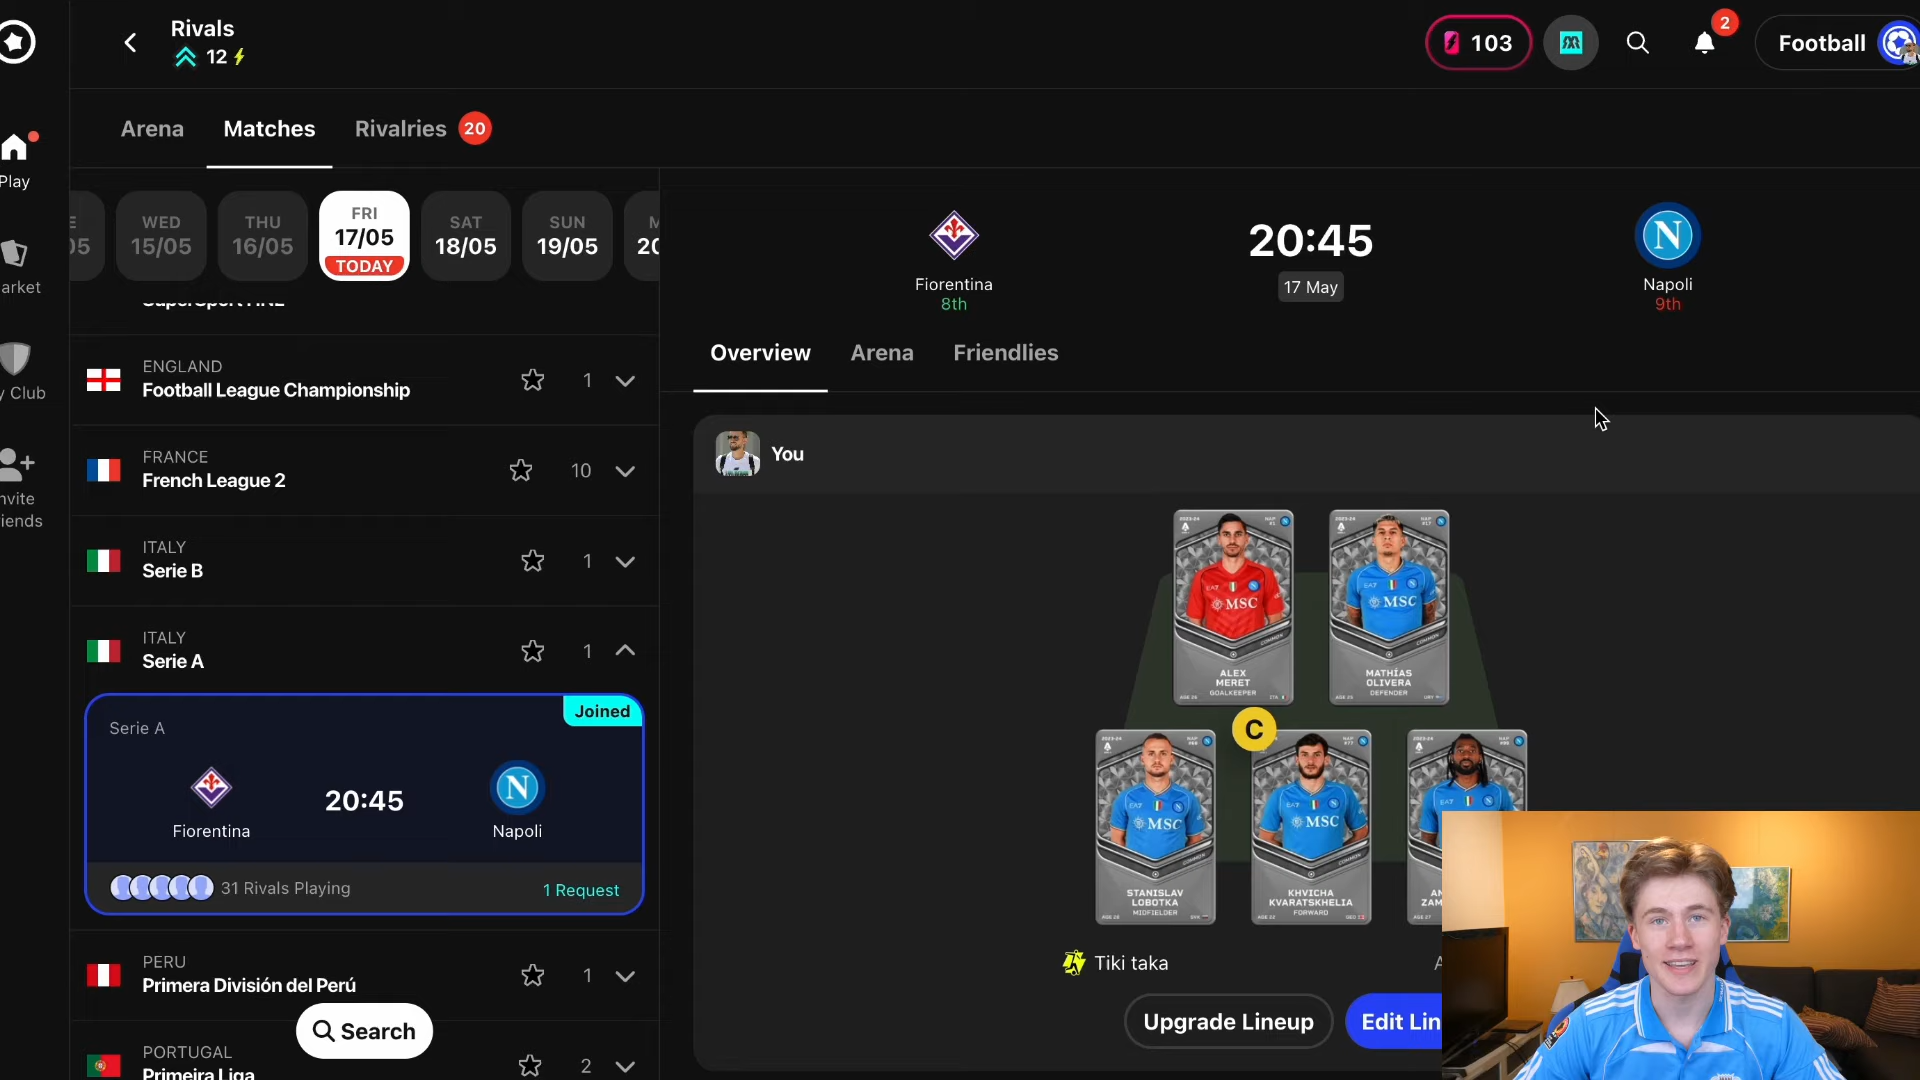 Rivals
12
103
2
Football
Arena
Matches
Rivalries
20
Play
arket
y Club
nvite
iends
05
WED
15/05
THU
16/05
FRI
17/05
TODAY
SAT
18/05
SUN
19/05
20
ENGLAND
Football League Championship
1
FRANCE
French League 2
10
ITALY
Serie B
1
ITALY
Serie A
1
Joined
Serie A
20:45
Fiorentina
Napoli
31 Rivals Playing
1 Request
PERU
Primera División del Perú
1
Search
PORTUGAL
Primeira Liga
2
20:45
17 May
Fiorentina
8th
Napoli
9th
Overview
Arena
Friendlies
You
MSC
ALEX
MERET
GOALKEEPER
MSC
MATHÍAS
OLIVERA
DEFENDER
C
MSC
STANISLAV
LOBOTKA
MIDFIELDER
MSC
KHVICHA
KVARATSKHELIA
FORWARD
AN
ZAM
Tiki taka
Upgrade Lineup
Edit Lin